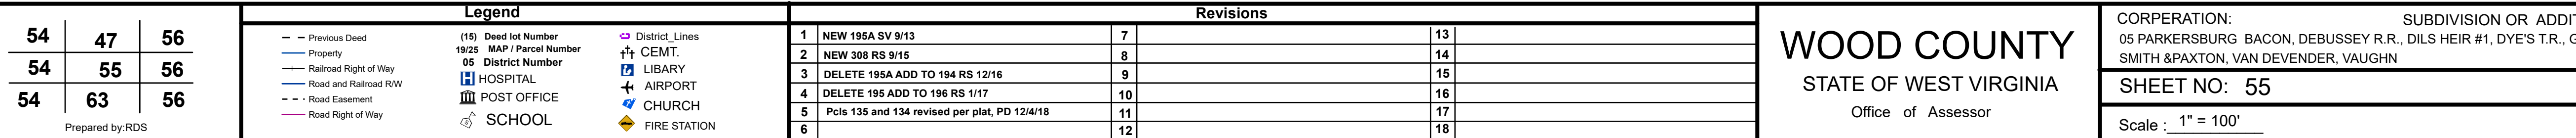 54 47 56
54 55 56
54 63 56
Prepared by:RDS
Legend
Previous Deed
Property
Railroad Right of Way
Road and Railroad R/W
Road Easement
Road Right of Way
(15) Deed lot Number
19/25 MAP / Parcel Number
05 District Number
HOSPITAL
POST OFFICE
SCHOOL
District_Lines
CEMT.
LIBARY
AIRPORT
CHURCH
FIRE STATION
Revisions
1 NEW 195A SV 9/13
2 NEW 308 RS 9/15
3 DELETE 195A ADD TO 194 RS 12/16
4 DELETE 195 ADD TO 196 RS 1/17
5 Pcls 135 and 134 revised per plat, PD 12/4/18
6
7
8
9
10
11
12
13
14
15
16
17
18
WOOD COUNTY
STATE OF WEST VIRGINIA
Office of Assessor
CORPERATION: SUBDIVISION OR ADDIT
05 PARKERSBURG BACON, DEBUSSEY R.R., DILS HEIR #1, DYE'S T.R.,
SMITH &PAXTON, VAN DEVENDER, VAUGHN
SHEET NO: 55
Scale : 1" = 100'